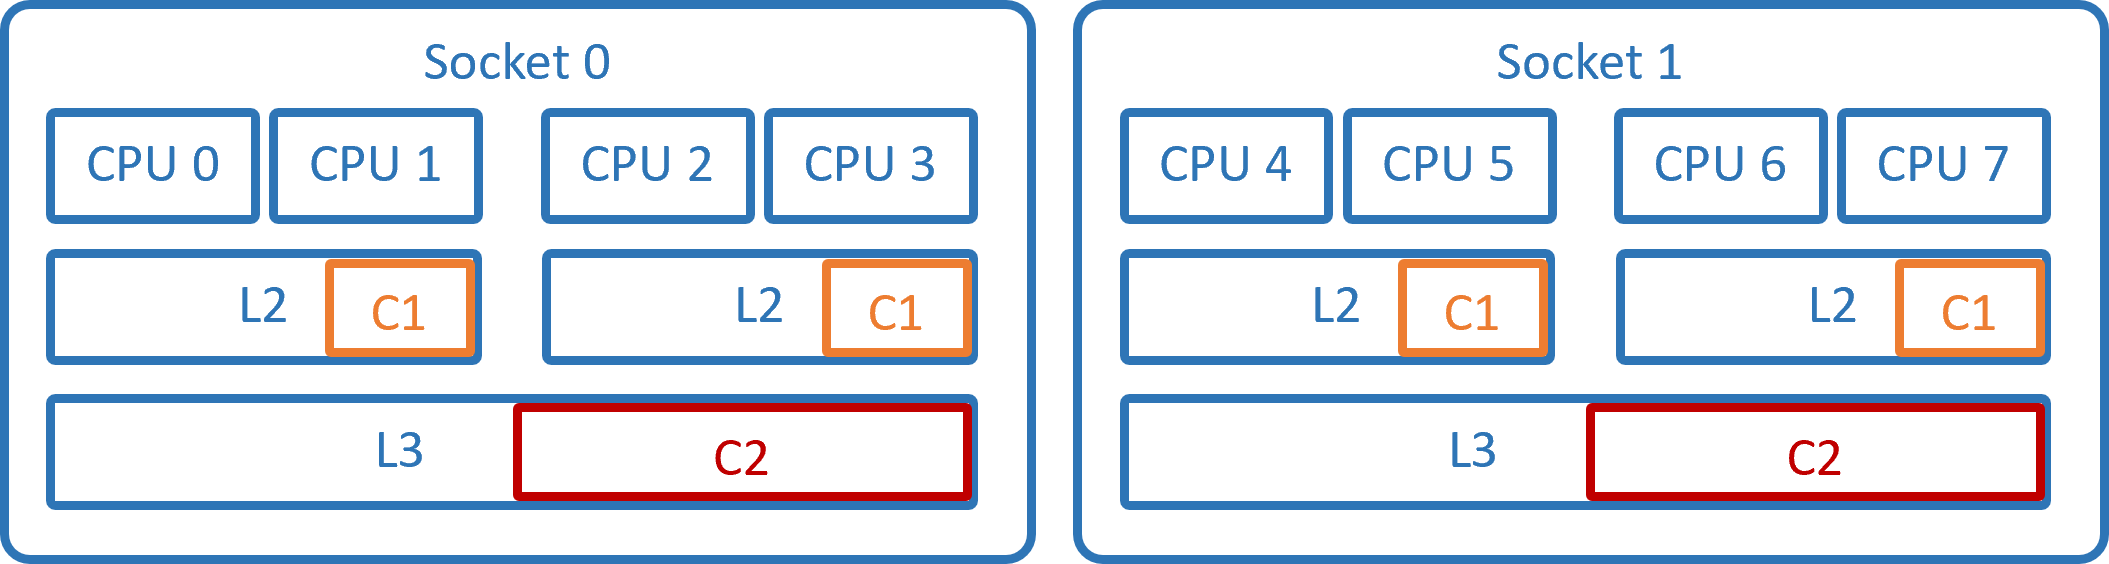 Socket 0
CPU 0 CPU 1 CPU 2 CPU 3
L2 C1 L2 C1
L3 C2
Socket 1
CPU 4 CPU 5 CPU 6 CPU 7
L2 C1 L2 C1
L3 C2